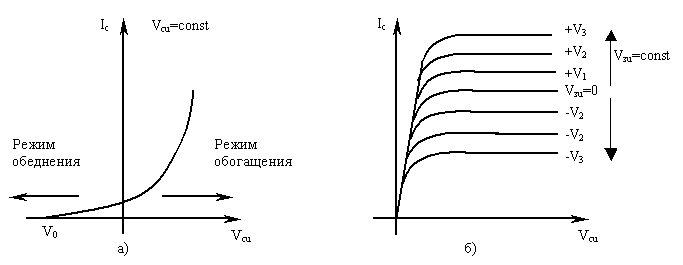 Iс
Vси=const
Режим
обеднения
Режим
обогащения
V0
Vси
а)
Iс
+V3
+V2
+V1
Vзи=0
-V2
-V2
-V3
Vзи=const
Vси
б)